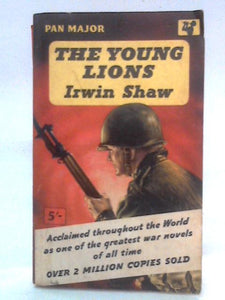 PAN MAJOR
THE YOUNG
LIONS
Irwin Shaw
5/-
Acclaimed throughout the World
as one of the greatest war novels
of all time
OVER 2 MILLION COPIES SOLD